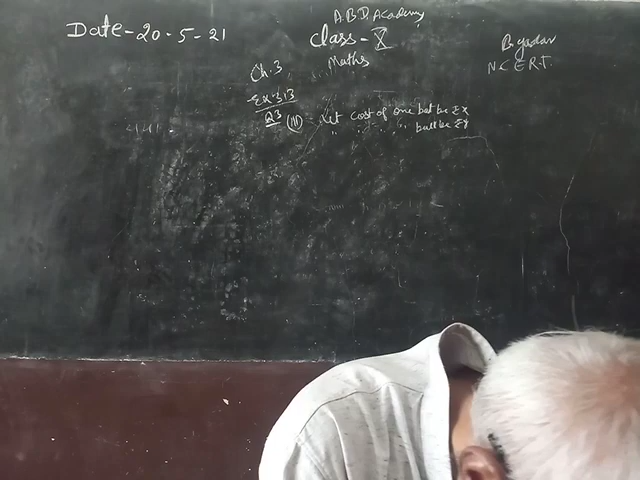 A.B.D. Academy
Date - 20 - 5 - 21
Class - X
B. yadav
Maths
N.C.E.R.T.
Ch. 3
Ex. 3.3
Q3 (iii) Let cost of one bat be ₹x
" " " " ball be ₹y